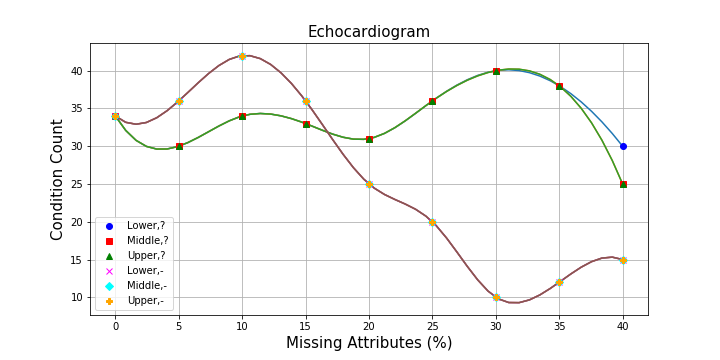 Echocardiogram
Condition Count
40
35
30
25
20
15
10
Lower,?
Middle,?
Upper,?
Lower,-
Middle,-
Upper,-
0 5 10 15 20 25 30 35 40
Missing Attributes (%)